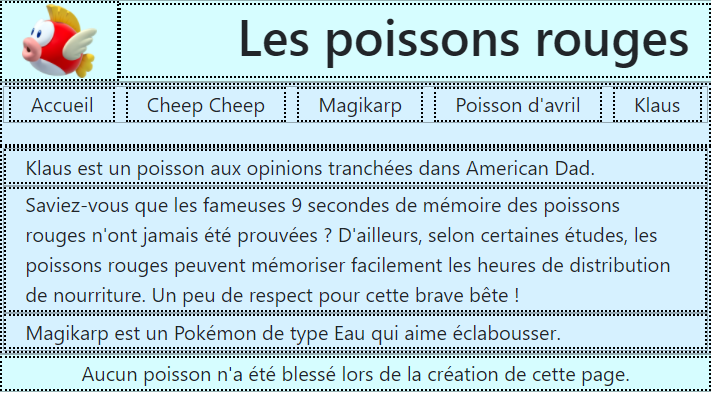 Les poissons rouges
Accueil
Cheep Cheep
Magikarp
Poisson d'avril
Klaus
Klaus est un poisson aux opinions tranchées dans American Dad.
Saviez-vous que les fameuses 9 secondes de mémoire des poissons
rouges n'ont jamais été prouvées ? D'ailleurs, selon certaines études, les
poissons rouges peuvent mémoriser facilement les heures de distribution
de nourriture. Un peu de respect pour cette brave bête !
Magikarp est un Pokémon de type Eau qui aime éclabousser.
Aucun poisson n'a été blessé lors de la création de cette page.